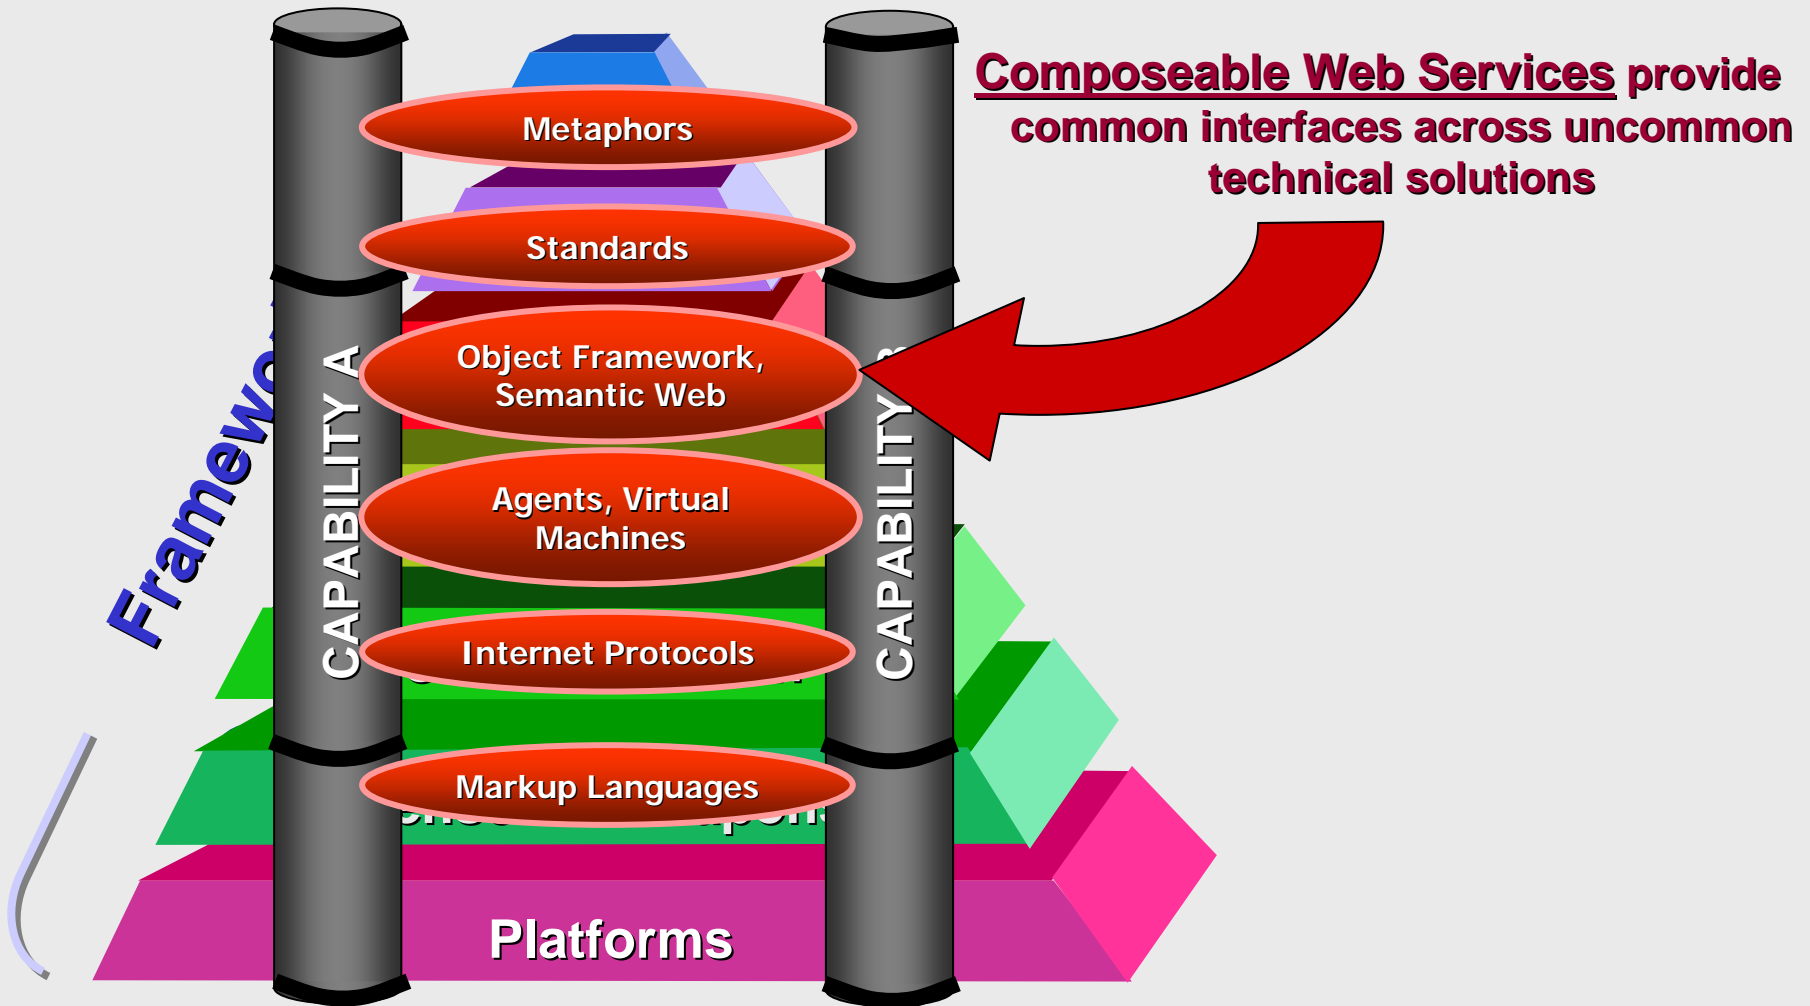 Composeable Web Services provide
common interfaces across uncommon
technical solutions
Metaphors
Standards
Object Framework,
Semantic Web
Agents, Virtual
Machines
Internet Protocols
Markup Languages
CAPABILITY A
CAPABILITY
Platforms